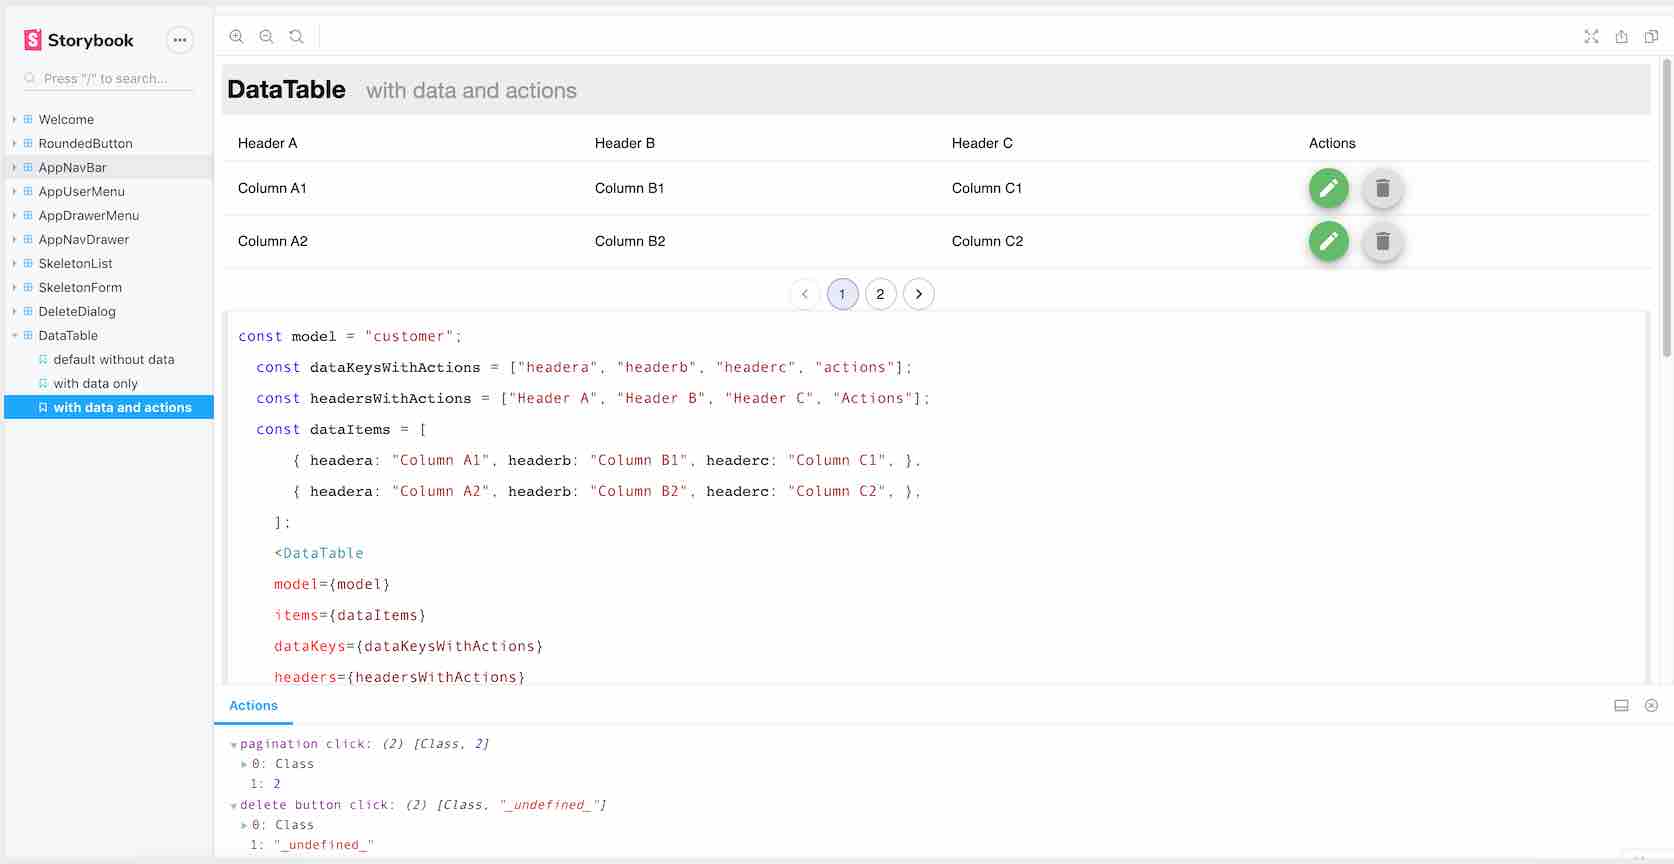 Storybook
Press "/" to search...
Welcome
RoundedButton
AppNavBar
AppUserMenu
AppDrawerMenu
AppNavDrawer
SkeletonList
SkeletonForm
DeleteDialog
DataTable
default without data
with data only
with data and actions
DataTable with data and actions
Header A Header B Header C Actions
Column A1 Column B1 Column C1
Column A2 Column B2 Column C2
1 2
const model = "customer";
const dataKeysWithActions = ["headera", "headerb", "headerc", "actions"];
const headersWithActions = ["Header A", "Header B", "Header C", "Actions"];
const dataItems = [
{ headera: "Column A1", headerb: "Column B1", headerc: "Column C1", },
{ headera: "Column A2", headerb: "Column B2", headerc: "Column C2", },
];
<DataTable
model={model}
items={dataItems}
dataKeys={dataKeysWithActions}
headers={headersWithActions}
Actions
pagination click: (2) [Class, 2]
0: Class
1: 2
delete button click: (2) [Class, "_undefined_"]
0: Class
1: "_undefined_"